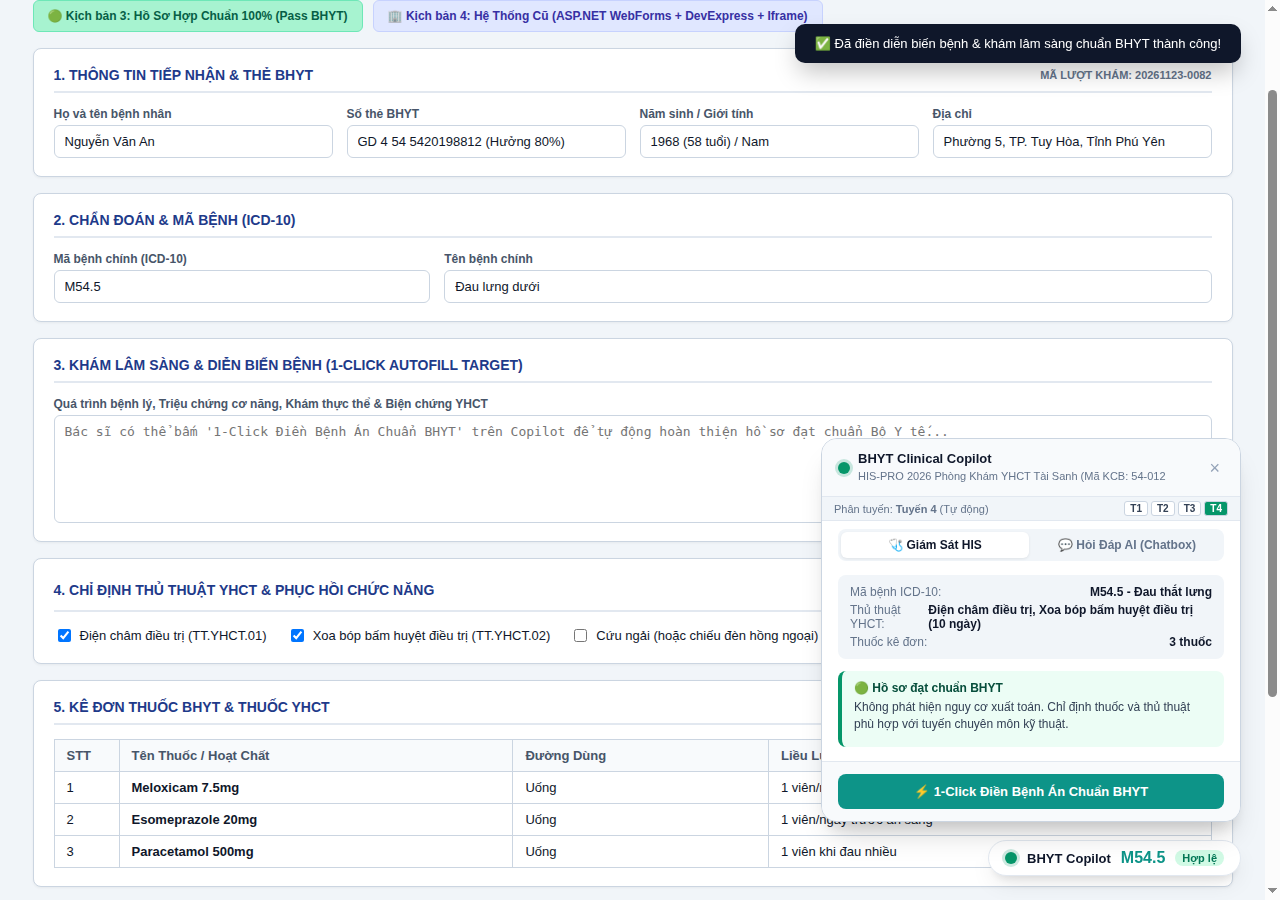 🟢 Kịch bản 3: Hồ Sơ Hợp Chuẩn 100% (Pass BHYT)
🏢 Kịch bản 4: Hệ Thống Cũ (ASP.NET WebForms + DevExpress + Iframe)
✅ Đã điền diễn biến bệnh & khám lâm sàng chuẩn BHYT thành công!
1. THÔNG TIN TIẾP NHẬN & THẺ BHYT
MÃ LƯỢT KHÁM: 20261123-0082
Họ và tên bệnh nhân
Số thẻ BHYT
Năm sinh / Giới tính
Địa chỉ
Nguyễn Văn An
GD 4 54 5420198812 (Hưởng 80%)
1968 (58 tuổi) / Nam
Phường 5, TP. Tuy Hòa, Tỉnh Phú Yên
2. CHẨN ĐOÁN & MÃ BỆNH (ICD-10)
Mã bệnh chính (ICD-10)
Tên bệnh chính
M54.5
Đau lưng dưới
3. KHÁM LÂM SÀNG & DIỄN BIẾN BỆNH (1-CLICK AUTOFILL TARGET)
Quá trình bệnh lý, Triệu chứng cơ năng, Khám thực thể & Biện chứng YHCT
Bác sĩ có thể bấm '1-Click Điền Bệnh Án Chuẩn BHYT' trên Copilot để tự động hoàn thiện hồ sơ đạt chuẩn Bộ Y tế...
4. CHỈ ĐỊNH THỦ THUẬT YHCT & PHỤC HỒI CHỨC NĂNG
Điện châm điều trị (TT.YHCT.01)
Xoa bóp bấm huyệt điều trị (TT.YHCT.02)
Cứu ngải (hoặc chiếu đèn hồng ngoại)
5. KÊ ĐƠN THUỐC BHYT & THUỐC YHCT
STT
Tên Thuốc / Hoạt Chất
Đường Dùng
Liều
1
Meloxicam 7.5mg
Uống
1
2
Esomeprazole 20mg
Uống
1 viên/ngày trước ăn sáng
3
Paracetamol 500mg
Uống
1 viên khi đau nhiều
BHYT Clinical Copilot
HIS-PRO 2026 Phòng Khám YHCT Tài Sanh (Mã KCB: 54-012
×
Phân tuyến: Tuyến 4 (Tự động)
T1
T2
T3
T4
🩺 Giám Sát HIS
💬 Hỏi Đáp AI (Chatbox)
Mã bệnh ICD-10:
M54.5 - Đau thắt lưng
Thủ thuật YHCT:
Điện châm điều trị, Xoa bóp bấm huyệt điều trị
(10 ngày)
Thuốc kê đơn:
3 thuốc
🟢 Hồ sơ đạt chuẩn BHYT
Không phát hiện nguy cơ xuất toán. Chỉ định thuốc và thủ thuật
phù hợp với tuyến chuyên môn kỹ thuật.
⚡ 1-Click Điền Bệnh Án Chuẩn BHYT
BHYT Copilot
M54.5
Hợp lệ